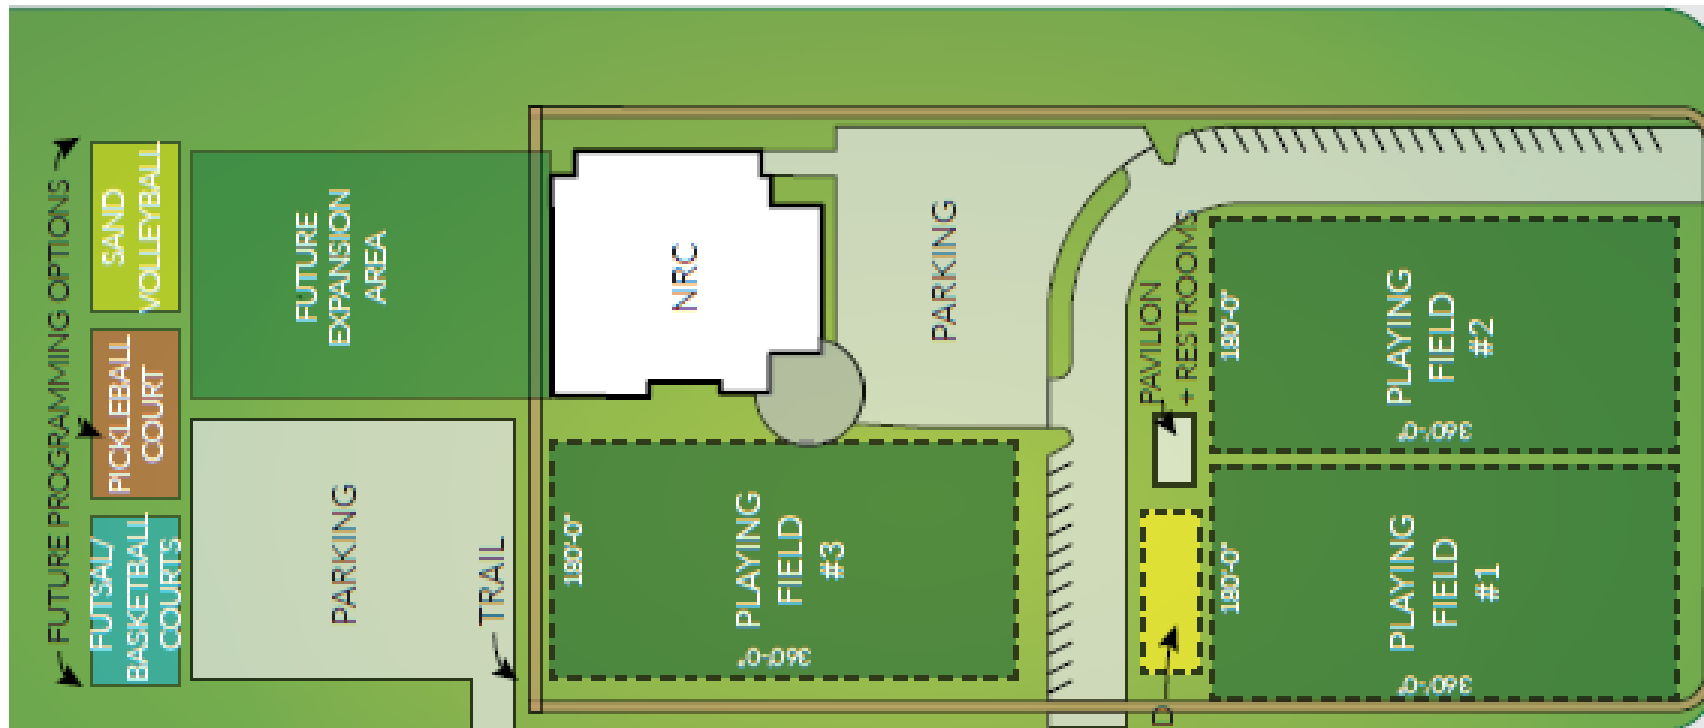 FUTURE PROGRAMMING OPTIONS
SAND
VOLLEYBALL
PICKLEBALL
COURT
FUTSAL/
BASKETBALL
COURTS
FUTURE
EXPANSION
AREA
PARKING
TRAIL
NRC
PARKING
180'-0"
PLAYING
FIELD
#3
360'-0"
PAVILION
+ RESTROOMS
180'-0"
PLAYING
FIELD
#2
360'-0"
180'-0"
PLAYING
FIELD
#1
360'-0"
D